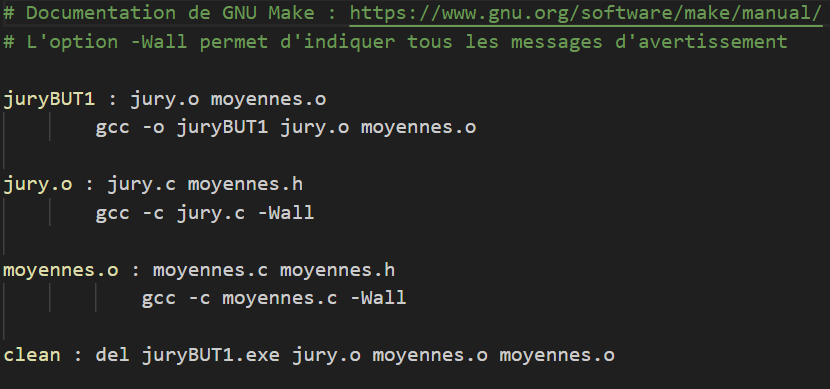 # Documentation de GNU Make : https://www.gnu.org/software/make/manual/
# L'option -Wall permet d'indiquer tous les messages d'avertissement
juryBUT1 : jury.o moyennes.o
gcc -o juryBUT1 jury.o moyennes.o
jury.o : jury.c moyennes.h
gcc -c jury.c -Wall
moyennes.o : moyennes.c moyennes.h
gcc -c moyennes.c -Wall
clean : del juryBUT1.exe jury.o moyennes.o moyennes.o